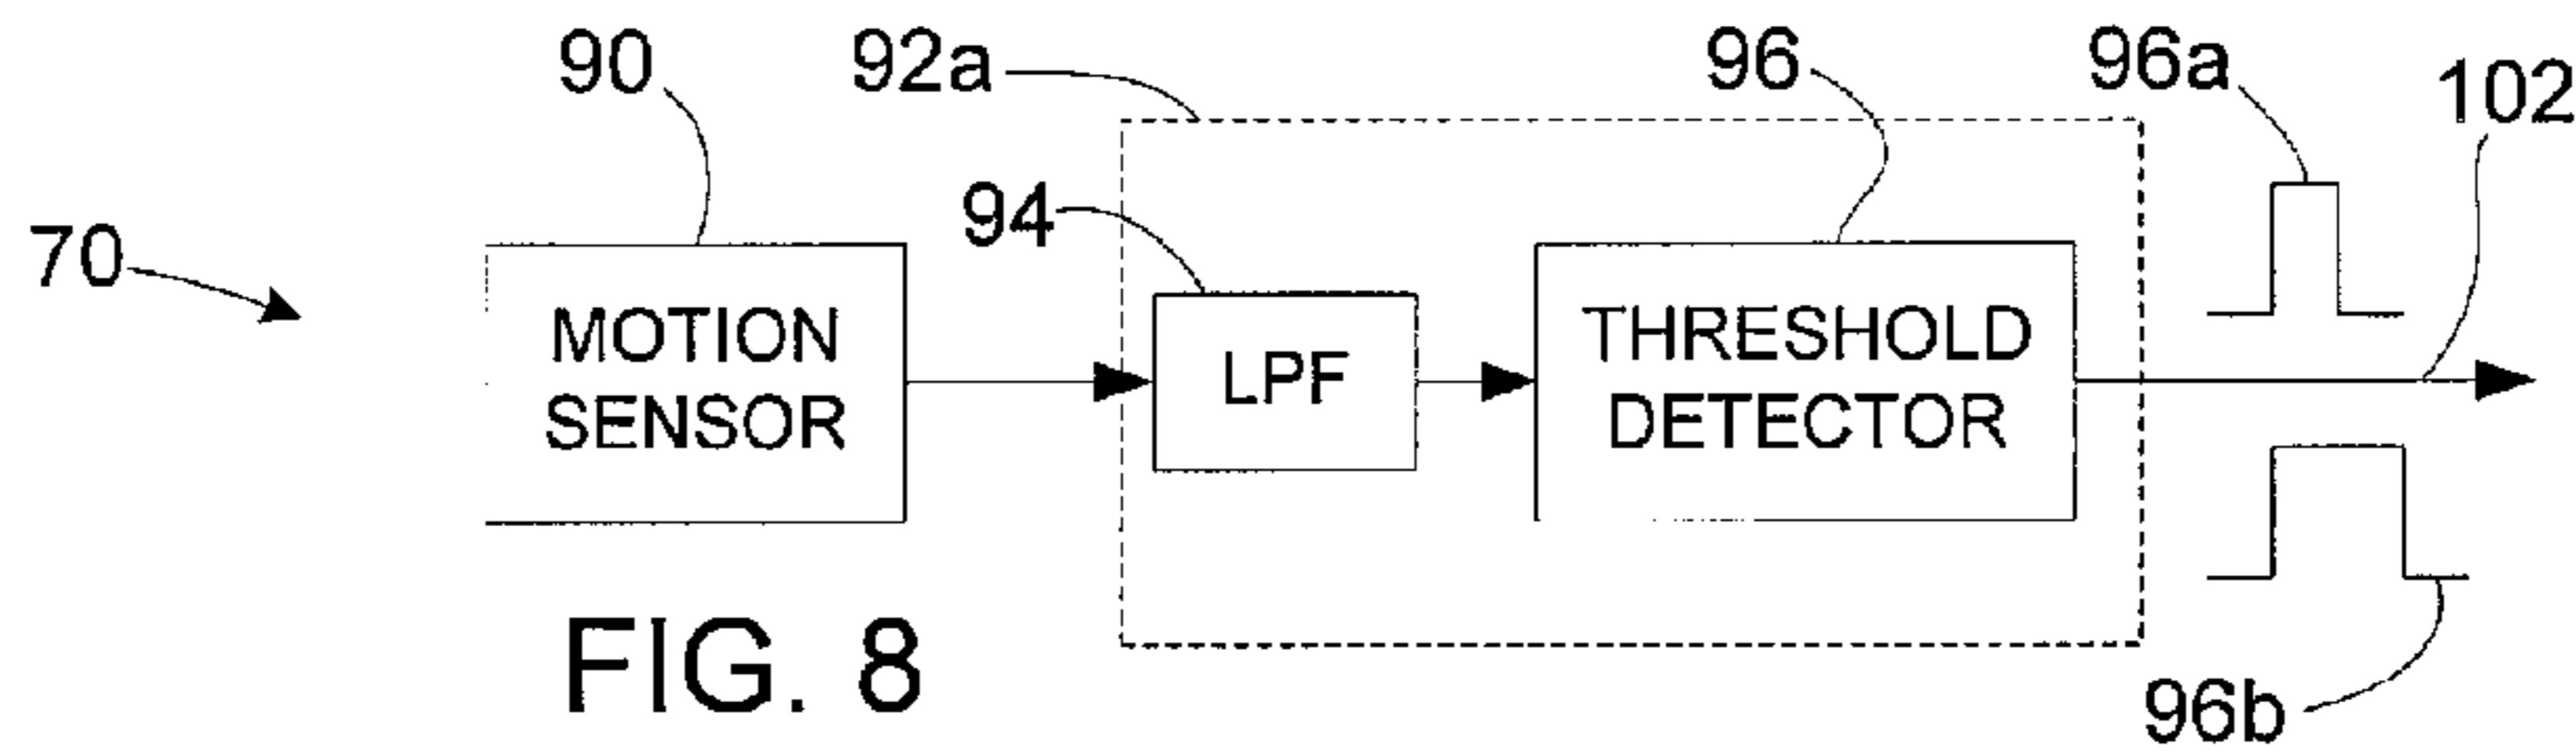 90
92a
96
96a
102
94
70
MOTION
SENSOR
LPF
THRESHOLD
DETECTOR
FIG. 8
96b